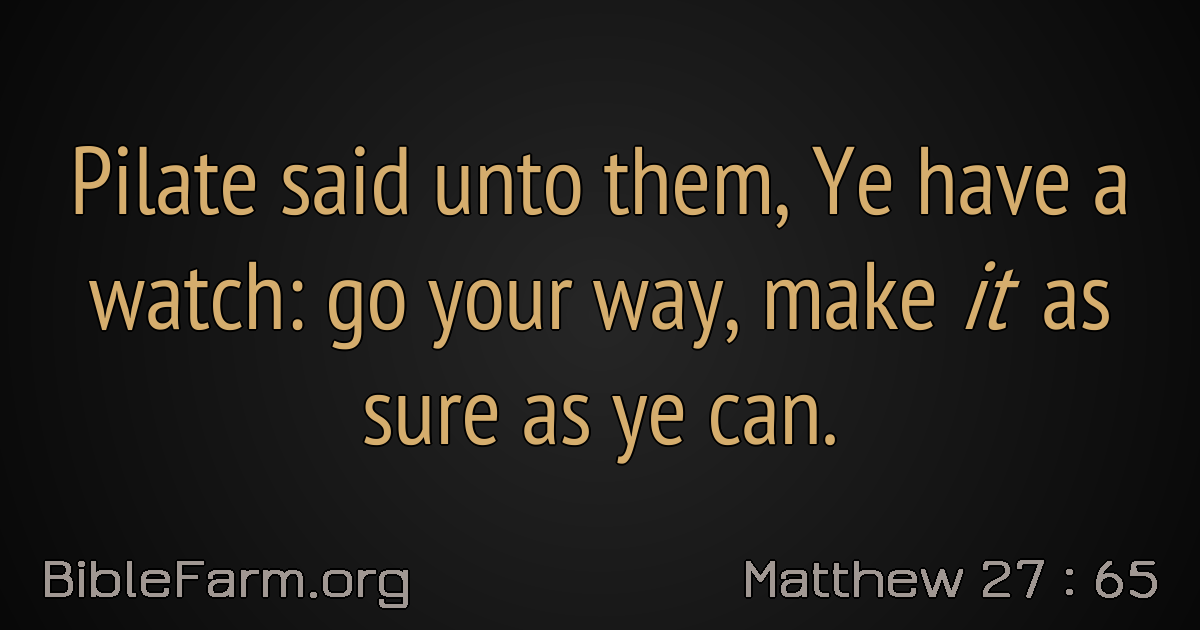 Pilate said unto them, Ye have a
watch: go your way, make it as
sure as ye can.
BibleFarm.org
Matthew 27 : 65